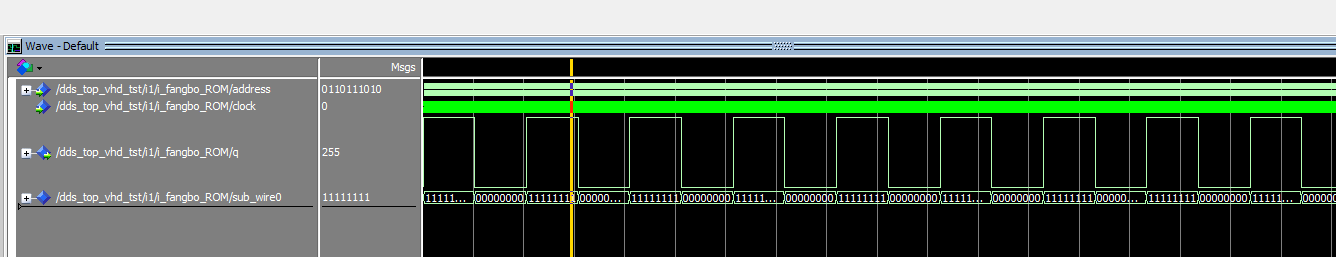 Wave - Default
Msgs
/dds_top_vhd_tst/i1/i_fangbo_ROM/address 0110111010
/dds_top_vhd_tst/i1/i_fangbo_ROM/clock 0
/dds_top_vhd_tst/i1/i_fangbo_ROM/q 255
/dds_top_vhd_tst/i1/i_fangbo_ROM/sub_wire0 11111111 11111... 00000000 11111111 00000... 11111111 00000000 11111... 00000000 11111111 00000000 11111... 00000000 11111111 00000... 11111111 00000000 11111... 00000